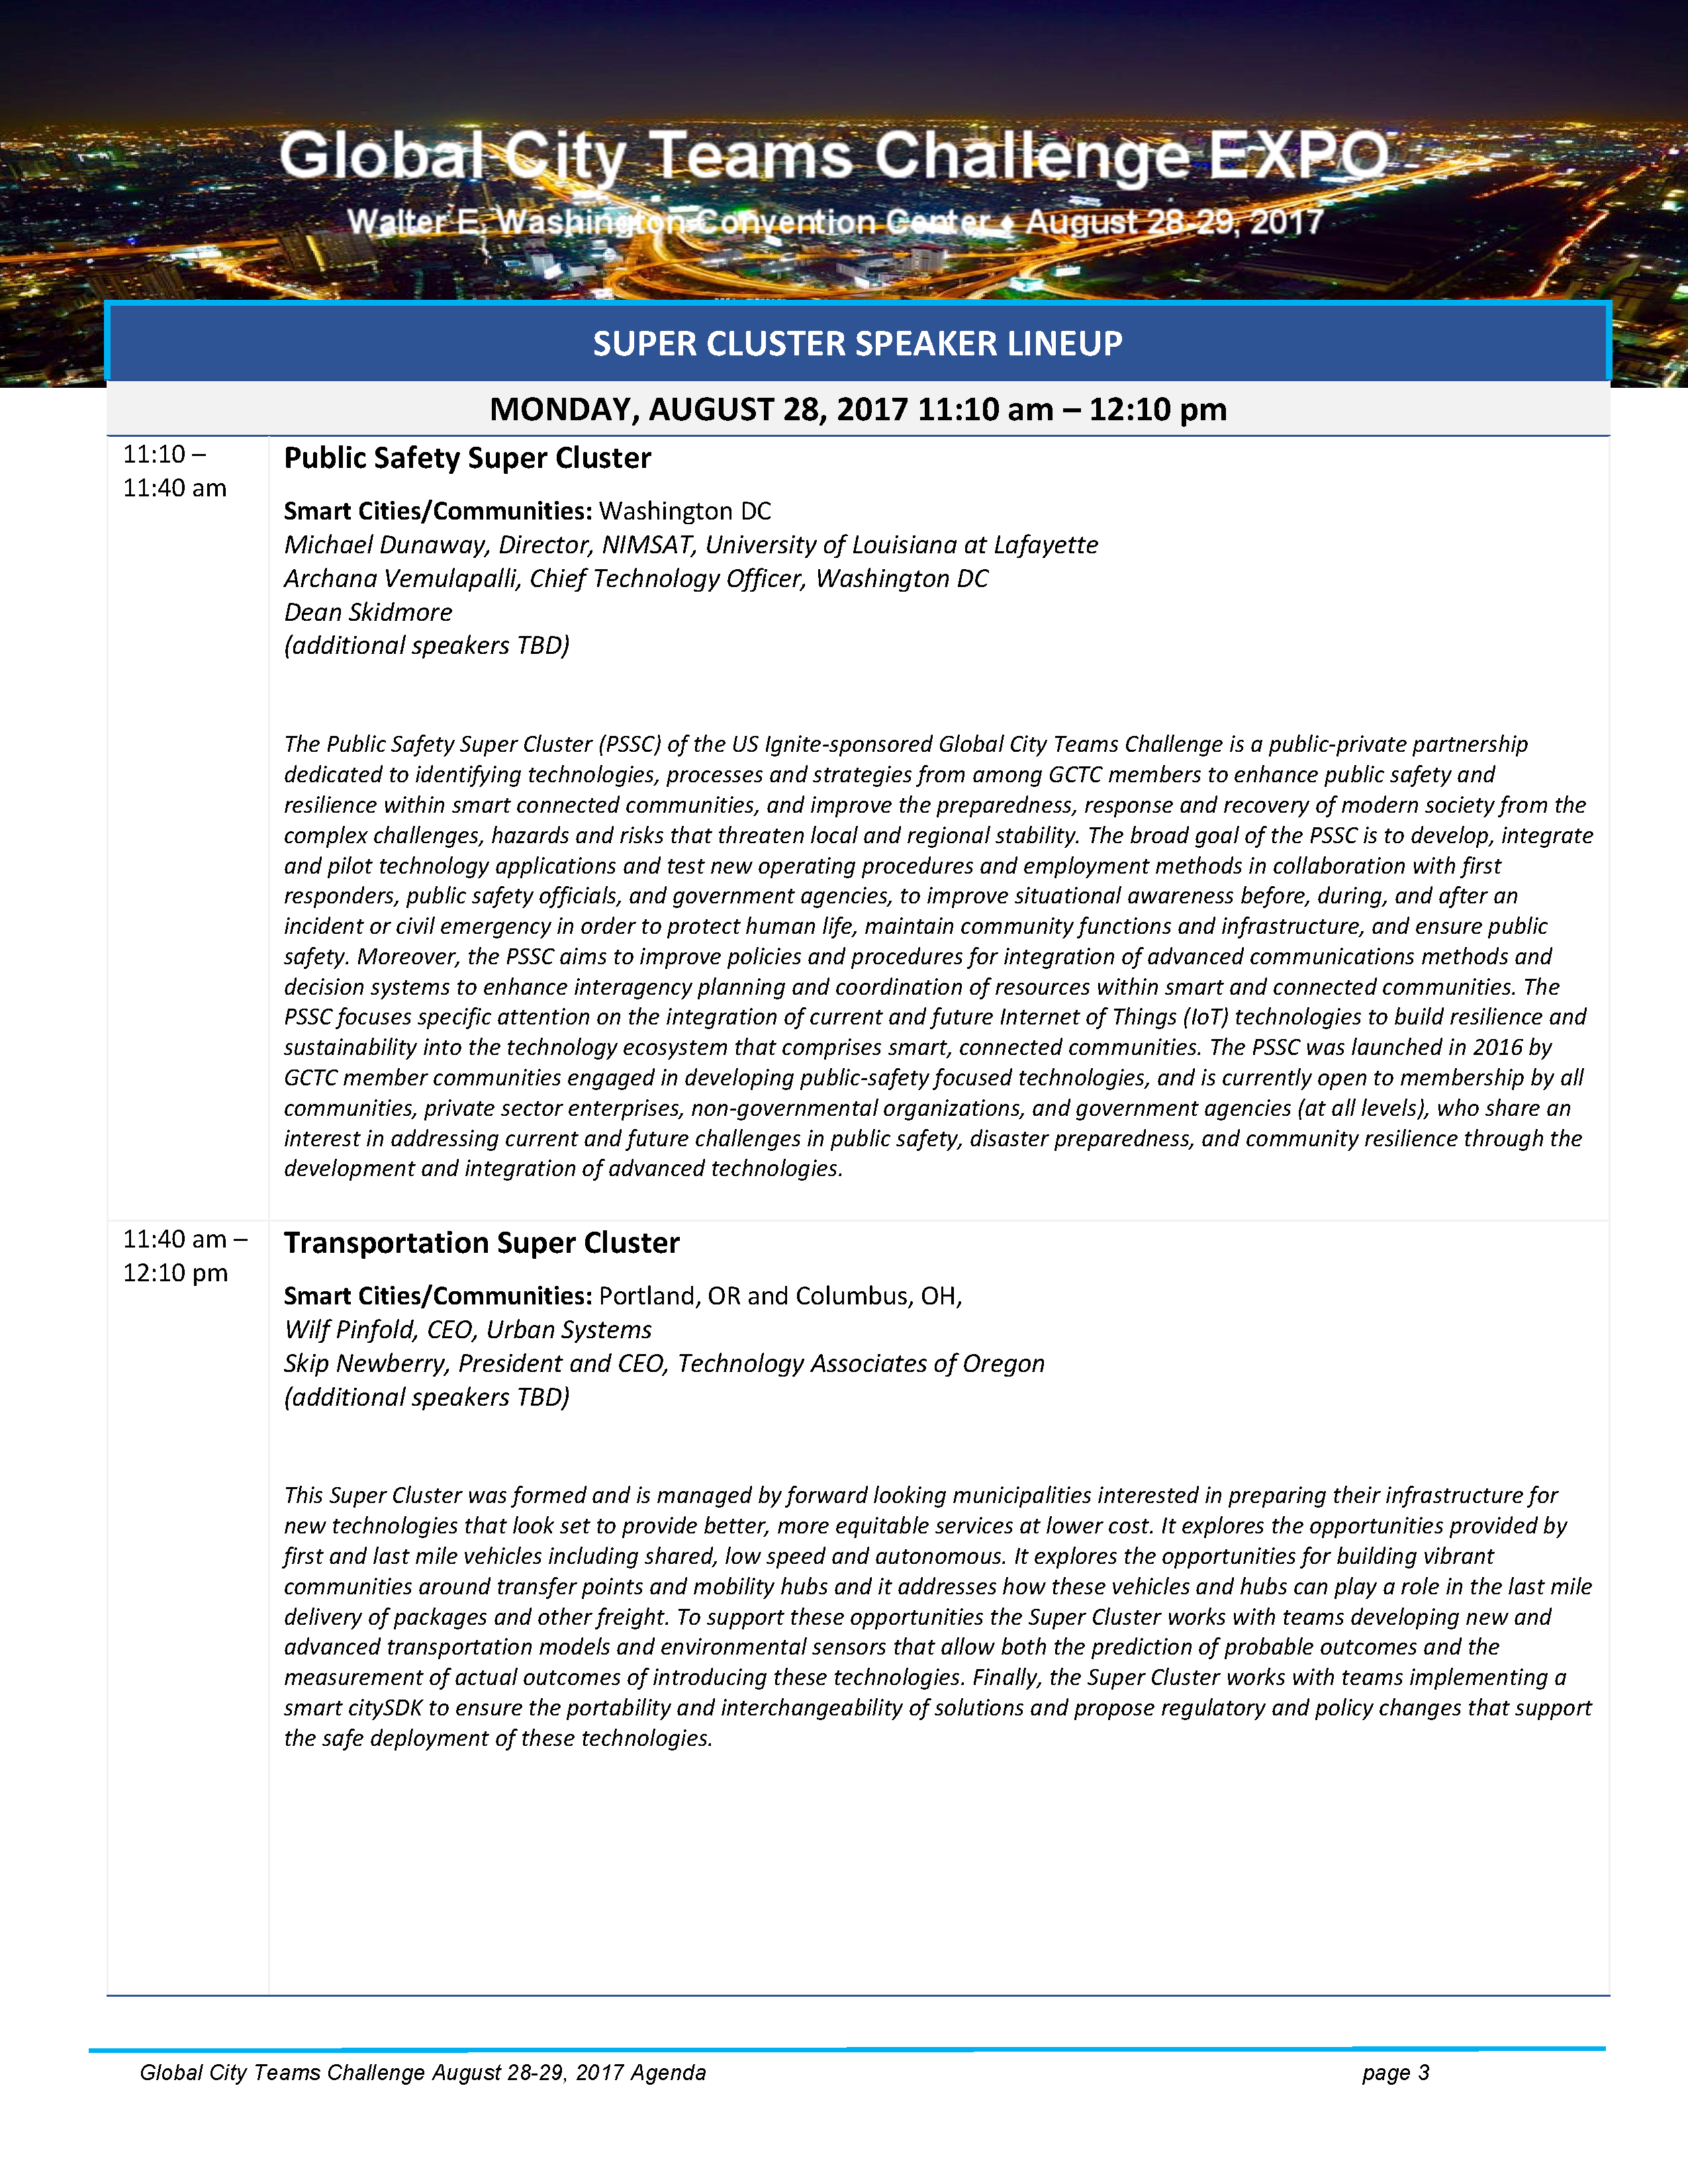 Global City Teams Challenge EXPO
Walter E. Washington Convention Center ♦ August 28-29, 2017
SUPER CLUSTER SPEAKER LINEUP
MONDAY, AUGUST 28, 2017 11:10 am – 12:10 pm
11:10 –
11:40 am
Public Safety Super Cluster
Smart Cities/Communities: Washington DC
Michael Dunaway, Director, NIMSAT, University of Louisiana at Lafayette
Archana Vemulapalli, Chief Technology Officer, Washington DC
Dean Skidmore
(additional speakers TBD)
The Public Safety Super Cluster (PSSC) of the US Ignite-sponsored Global City Teams Challenge is a public-private partnership
dedicated to identifying technologies, processes and strategies from among GCTC members to enhance public safety and
resilience within smart connected communities, and improve the preparedness, response and recovery of modern society from the
complex challenges, hazards and risks that threaten local and regional stability. The broad goal of the PSSC is to develop, integrate
and pilot technology applications and test new operating procedures and employment methods in collaboration with first
responders, public safety officials, and government agencies, to improve situational awareness before, during, and after an
incident or civil emergency in order to protect human life, maintain community functions and infrastructure, and ensure public
safety. Moreover, the PSSC aims to improve policies and procedures for integration of advanced communications methods and
decision systems to enhance interagency planning and coordination of resources within smart and connected communities. The
PSSC focuses specific attention on the integration of current and future Internet of Things (IoT) technologies to build resilience and
sustainability into the technology ecosystem that comprises smart, connected communities. The PSSC was launched in 2016 by
GCTC member communities engaged in developing public-safety focused technologies, and is currently open to membership by all
communities, private sector enterprises, non-governmental organizations, and government agencies (at all levels), who share an
interest in addressing current and future challenges in public safety, disaster preparedness, and community resilience through the
development and integration of advanced technologies.
11:40 am –
12:10 pm
Transportation Super Cluster
Smart Cities/Communities: Portland, OR and Columbus, OH,
Wilf Pinfold, CEO, Urban Systems
Skip Newberry, President and CEO, Technology Associates of Oregon
(additional speakers TBD)
This Super Cluster was formed and is managed by forward looking municipalities interested in preparing their infrastructure for
new technologies that look set to provide better, more equitable services at lower cost. It explores the opportunities provided by
first and last mile vehicles including shared, low speed and autonomous. It explores the opportunities for building vibrant
communities around transfer points and mobility hubs and it addresses how these vehicles and hubs can play a role in the last mile
delivery of packages and other freight. To support these opportunities the Super Cluster works with teams developing new and
advanced transportation models and environmental sensors that allow both the prediction of probable outcomes and the
measurement of actual outcomes of introducing these technologies. Finally, the Super Cluster works with teams implementing a
smart citySDK to ensure the portability and interchangeability of solutions and propose regulatory and policy changes that support
the safe deployment of these technologies.
Global City Teams Challenge August 28-29, 2017 Agenda page 3